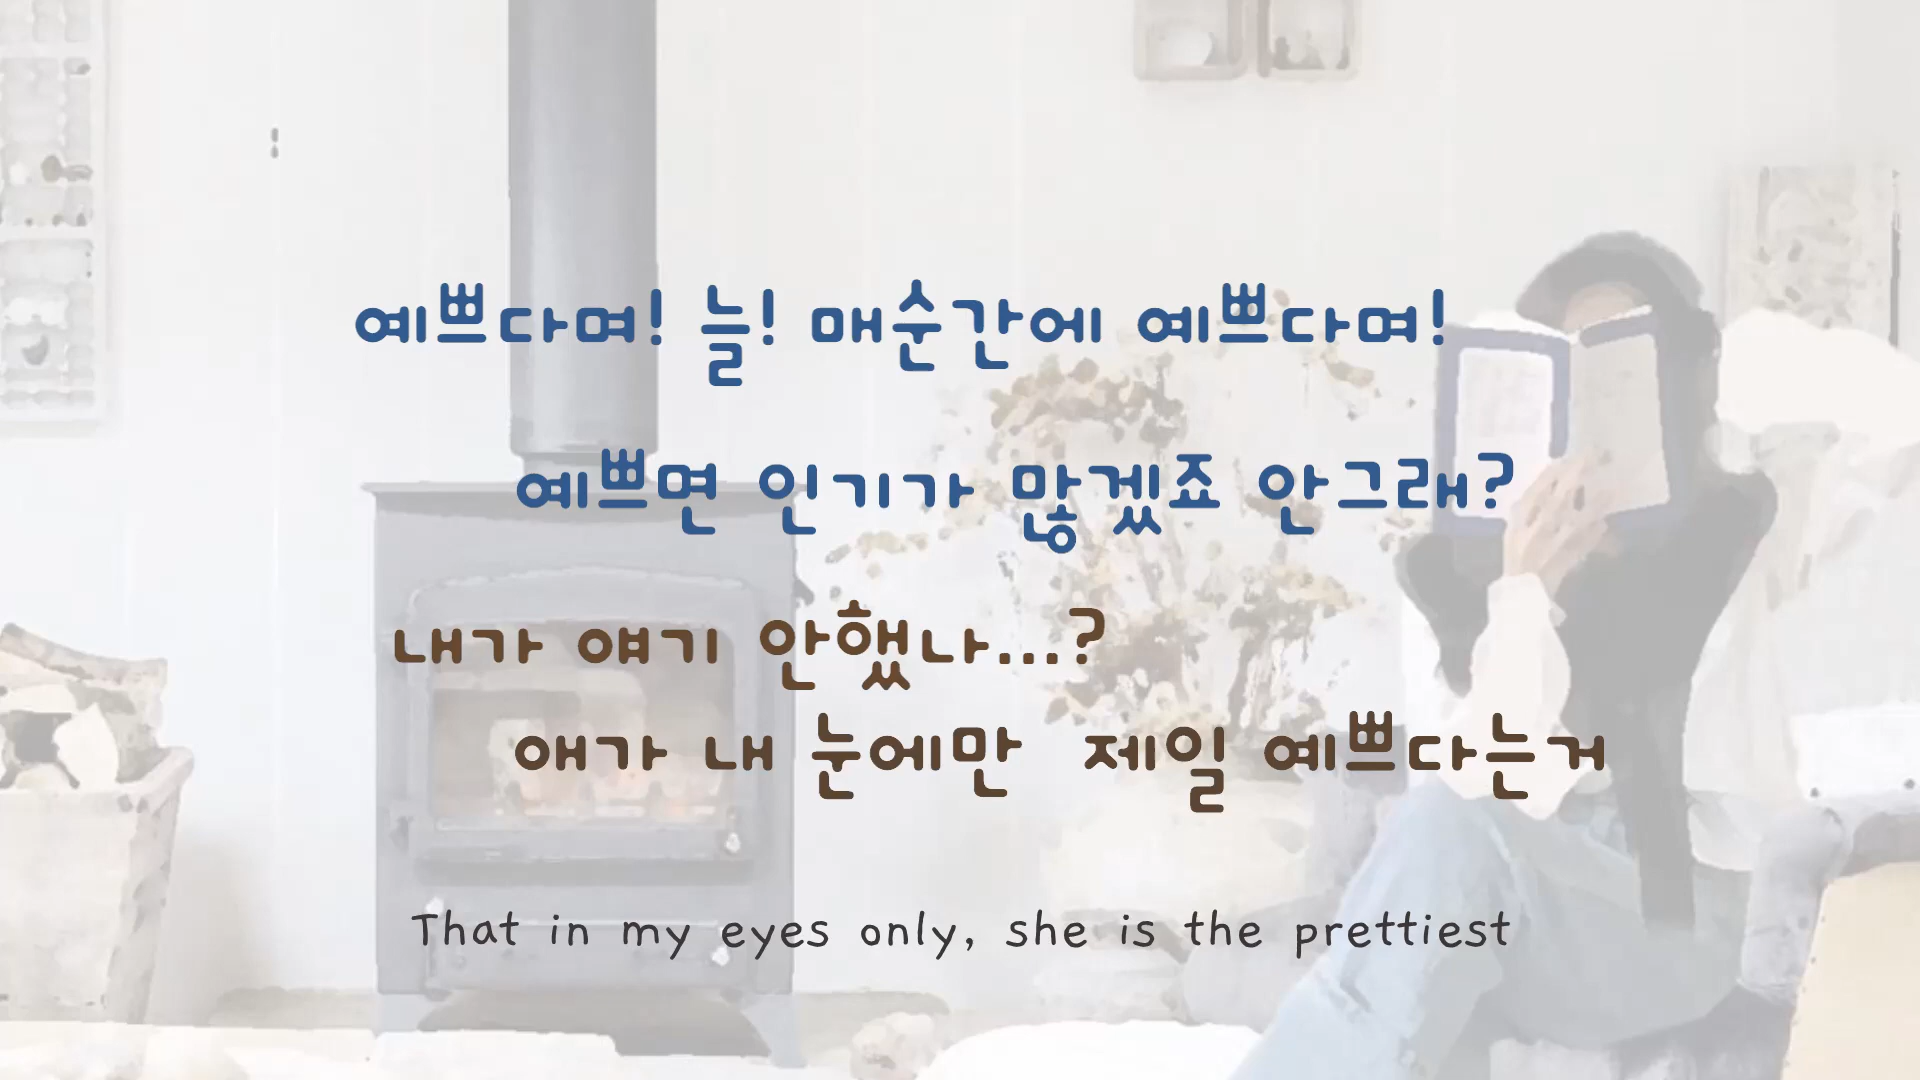 예쁘다며! 늘! 매순간에 예쁘다며!
예쁘면 인기가 많겠죠 안그래?
내가 얘기 안했나...?
애가 내 눈에만 제일 예쁘다는거
That in my eyes only, she is the prettiest